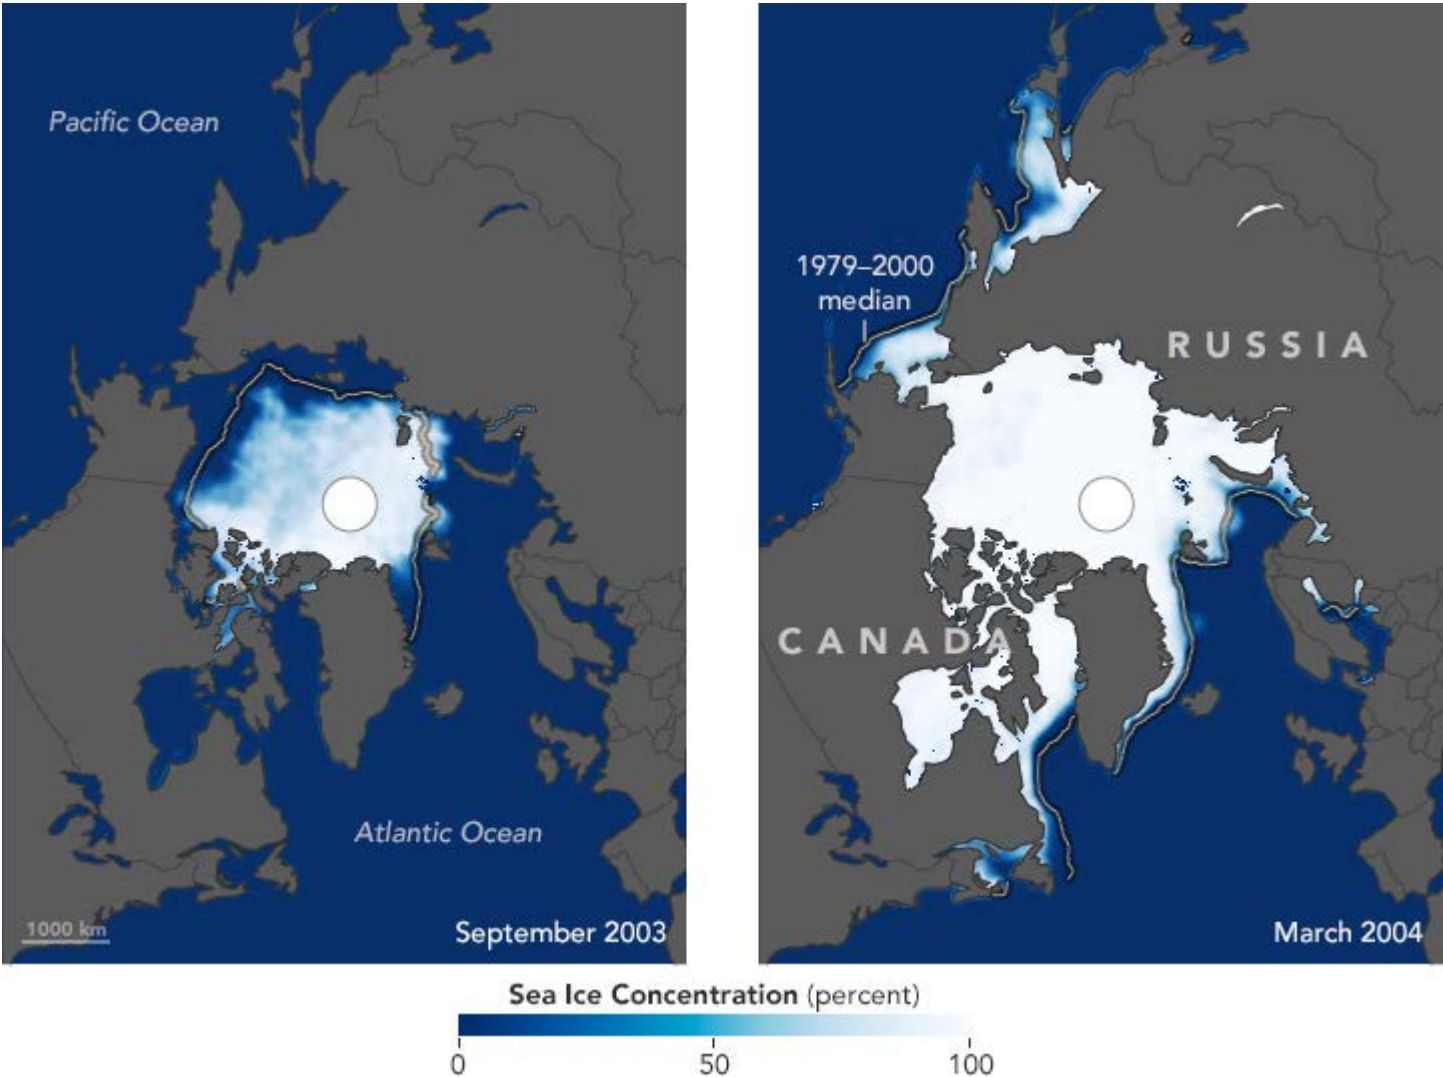 Pacific Ocean
Atlantic Ocean
1000 km
September 2003
1979–2000
median
RUSSIA
CANADA
March 2004
Sea Ice Concentration (percent)
0 50 100